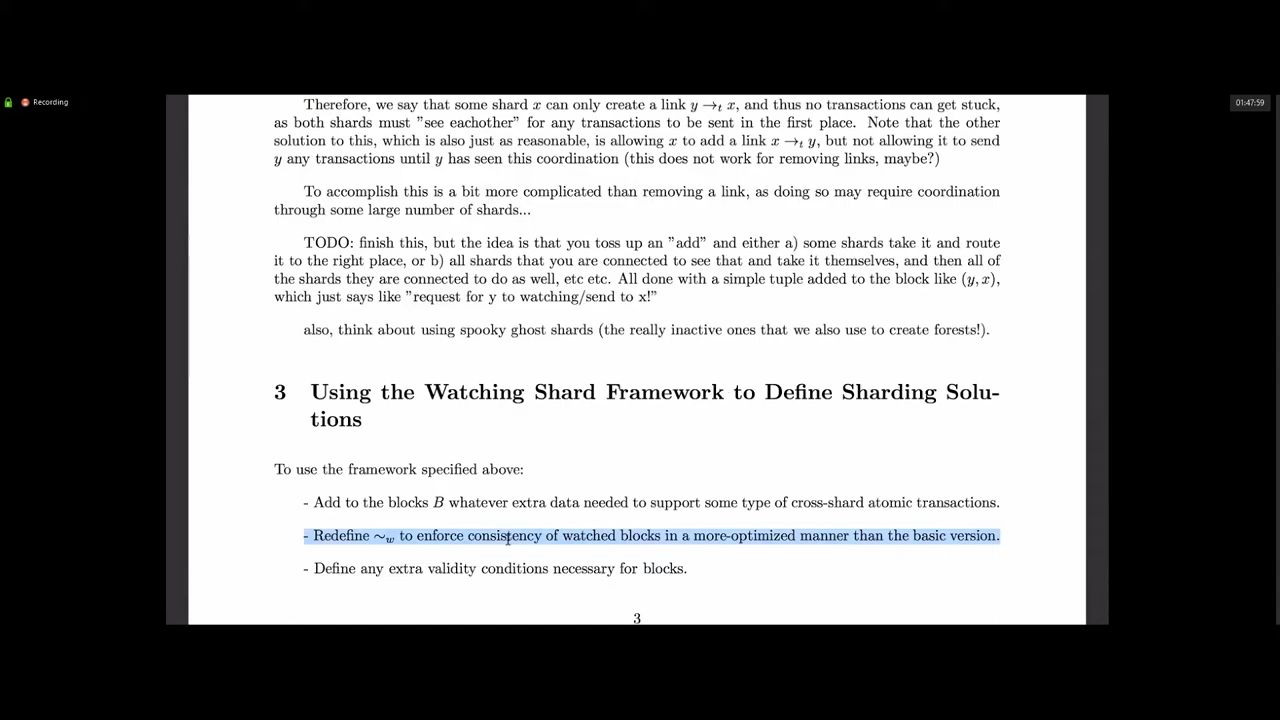 Recording
01:47:59
Therefore, we say that some shard x can only create a link y →t x, and thus no transactions can get stuck,
as both shards must "see eachother" for any transactions to be sent in the first place. Note that the other
solution to this, which is also just as reasonable, is allowing x to add a link x →t y, but not allowing it to send
y any transactions until y has seen this coordination (this does not work for removing links, maybe?)
To accomplish this is a bit more complicated than removing a link, as doing so may require coordination
through some large number of shards...
TODO: finish this, but the idea is that you toss up an "add" and either a) some shards take it and route
it to the right place, or b) all shards that you are connected to see that and take it themselves, and then all of
the shards they are connected to do as well, etc etc. All done with a simple tuple added to the block like (y, x),
which just says like "request for y to watching/send to x!"
also, think about using spooky ghost shards (the really inactive ones that we also use to create forests!).
3 Using the Watching Shard Framework to Define Sharding Solu-
tions
To use the framework specified above:
- Add to the blocks B whatever extra data needed to support some type of cross-shard atomic transactions.
- Redefine ∼w to enforce consistency of watched blocks in a more-optimized manner than the basic version.
- Define any extra validity conditions necessary for blocks.
3